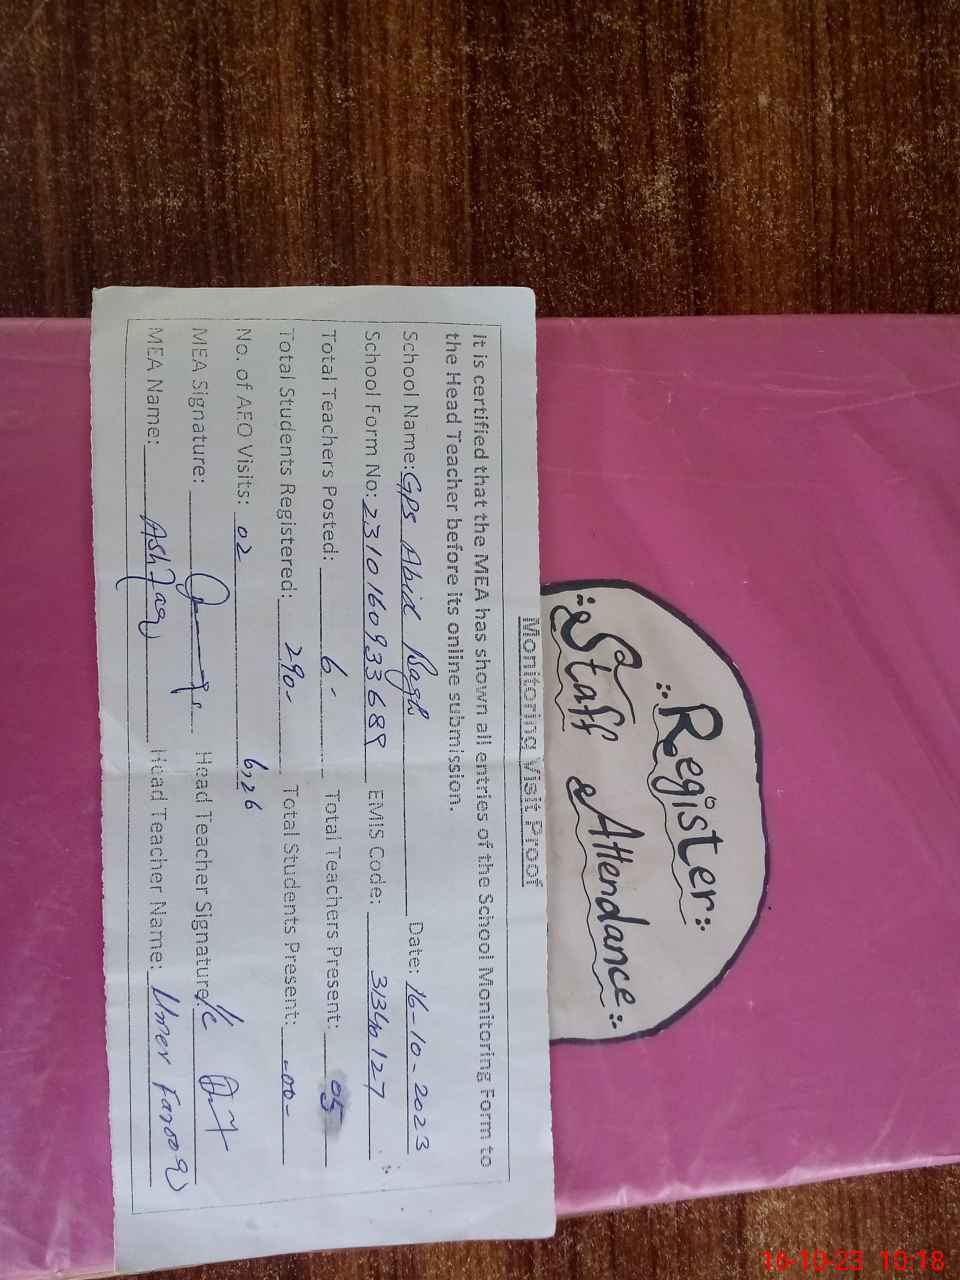 :: Register ::
:: Staff Attendance ::
Monitoring Visit Proof
It is certified that the MEA has shown all entries of the School Monitoring Form to
the Head Teacher before its online submission.
School Name: GPS Abid Bagh Date: 16-10-2023
School Form No: 2310160933689 EMIS Code:
Total Teachers Posted: 6- Total Teachers Present: 05
Total Students Registered: 290- Total Students Present: -00-
No. of AEO Visits: 02 6,26
MEA Signature: Head Teacher Signature I/C
MEA Name: Ashfaq Head Teacher Name: Umer Farooq
16-10-23 10:18